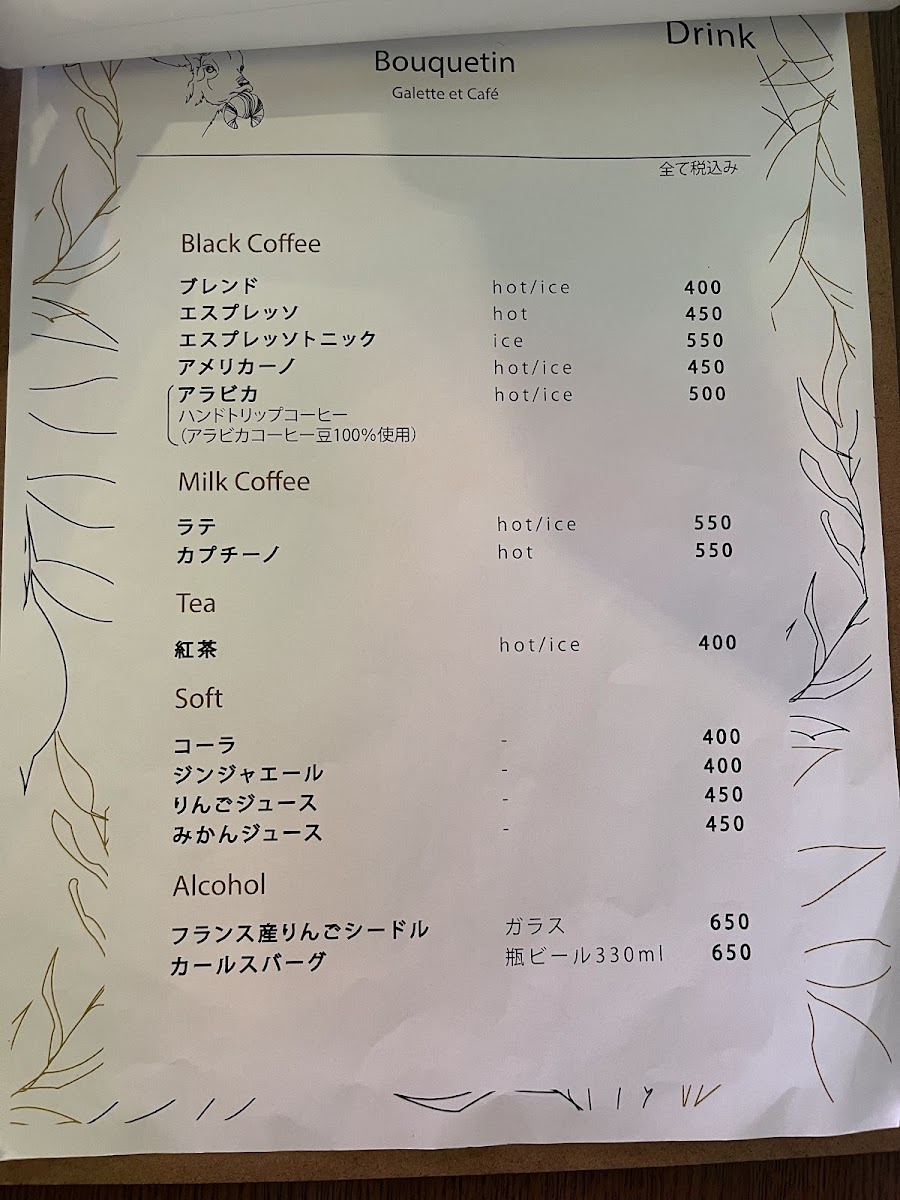 Drink
Bouquetin
Galette et Café
全て税込み
Black Coffee
ブレンド hot/ice 400
エスプレッソ hot 450
エスプレッソトニック ice 550
アメリカーノ hot/ice 450
アラビカ hot/ice 500
ハンドトリップコーヒー
(アラビカコーヒー豆100%使用)
Milk Coffee
ラテ hot/ice 550
カプチーノ hot 550
Tea
紅茶 hot/ice 400
Soft
コーラ - 400
ジンジャエール - 400
りんごジュース - 450
みかんジュース - 450
Alcohol
フランス産りんごシードル ガラス 650
カールスバーグ 瓶ビール330ml 650